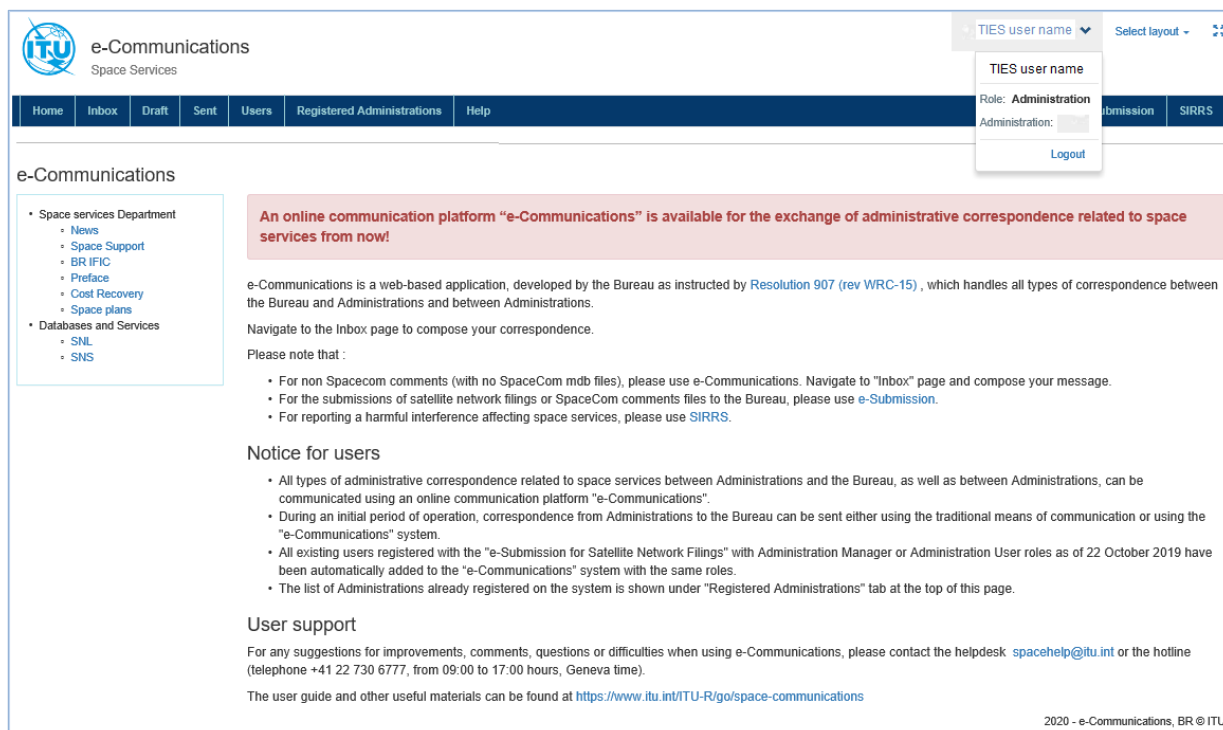 ITU
e-Communications
Space Services
TIES user name
Select layout
TIES user name
Role: Administration
Administration:
Logout
Home Inbox Draft Sent Users Registered Administrations Help ubmission SIRRS
e-Communications
• Space services Department
◦ News
◦ Space Support
◦ BR IFIC
◦ Preface
◦ Cost Recovery
◦ Space plans
• Databases and Services
◦ SNL
◦ SNS
An online communication platform “e-Communications” is available for the exchange of administrative correspondence related to space
services from now!
e-Communications is a web-based application, developed by the Bureau as instructed by Resolution 907 (rev WRC-15) , which handles all types of correspondence between
the Bureau and Administrations and between Administrations.
Navigate to the Inbox page to compose your correspondence.
Please note that :
• For non Spacecom comments (with no SpaceCom mdb files), please use e-Communications. Navigate to "Inbox" page and compose your message.
• For the submissions of satellite network filings or SpaceCom comments files to the Bureau, please use e-Submission.
• For reporting a harmful interference affecting space services, please use SIRRS.
Notice for users
• All types of administrative correspondence related to space services between Administrations and the Bureau, as well as between Administrations, can be
communicated using an online communication platform "e-Communications".
• During an initial period of operation, correspondence from Administrations to the Bureau can be sent either using the traditional means of communication or using the
"e-Communications" system.
• All existing users registered with the "e-Submission for Satellite Network Filings" with Administration Manager or Administration User roles as of 22 October 2019 have
been automatically added to the “e-Communications” system with the same roles.
• The list of Administrations already registered on the system is shown under "Registered Administrations" tab at the top of this page.
User support
For any suggestions for improvements, comments, questions or difficulties when using e-Communications, please contact the helpdesk spacehelp@itu.int or the hotline
(telephone +41 22 730 6777, from 09:00 to 17:00 hours, Geneva time).
The user guide and other useful materials can be found at https://www.itu.int/ITU-R/go/space-communications
2020 - e-Communications, BR © ITU